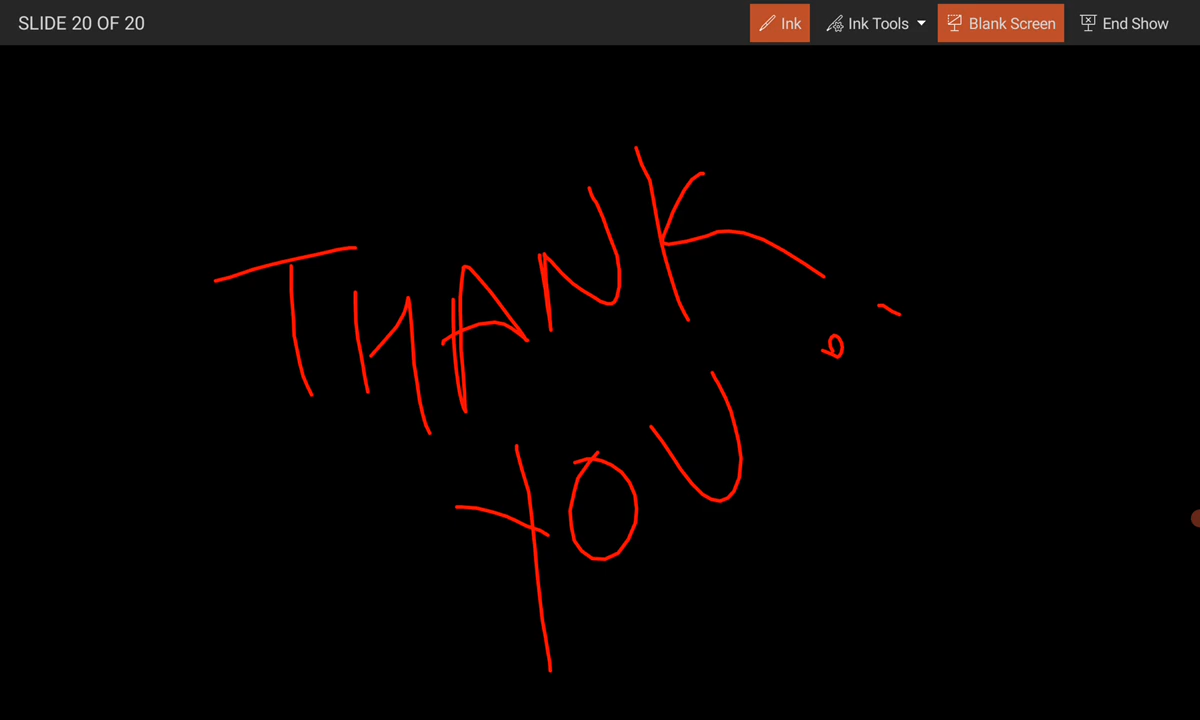 SLIDE 20 OF 20
Ink
Ink Tools
Blank Screen
End Show
THANK
YOU